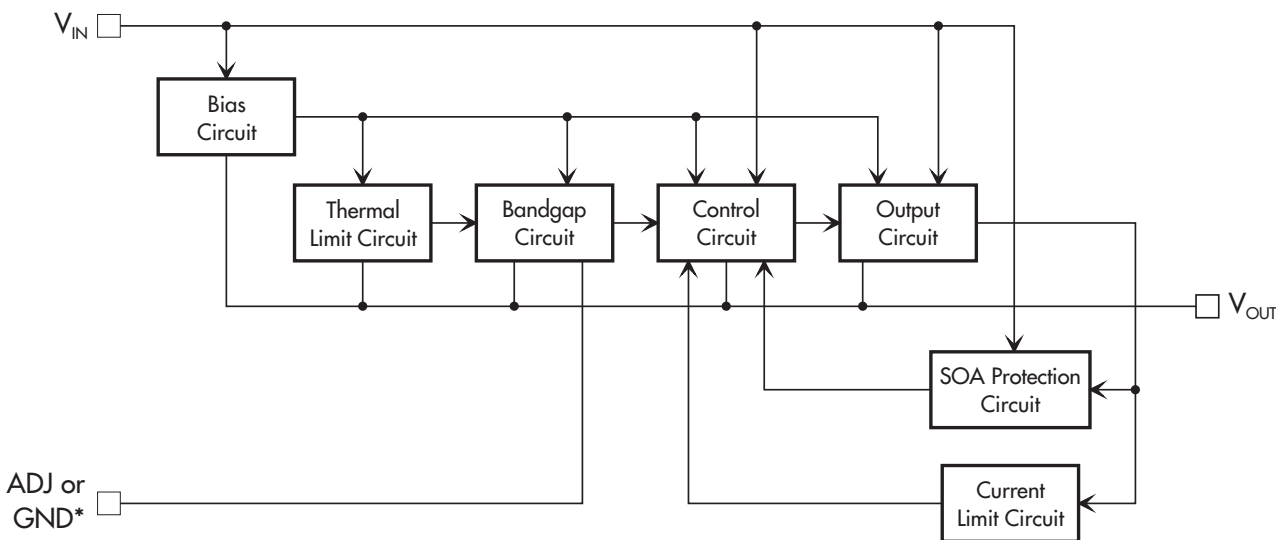 V_IN
Bias
Circuit
Thermal
Limit Circuit
Bandgap
Circuit
Control
Circuit
Output
Circuit
V_OUT
SOA Protection
Circuit
ADJ or
GND*
Current
Limit Circuit